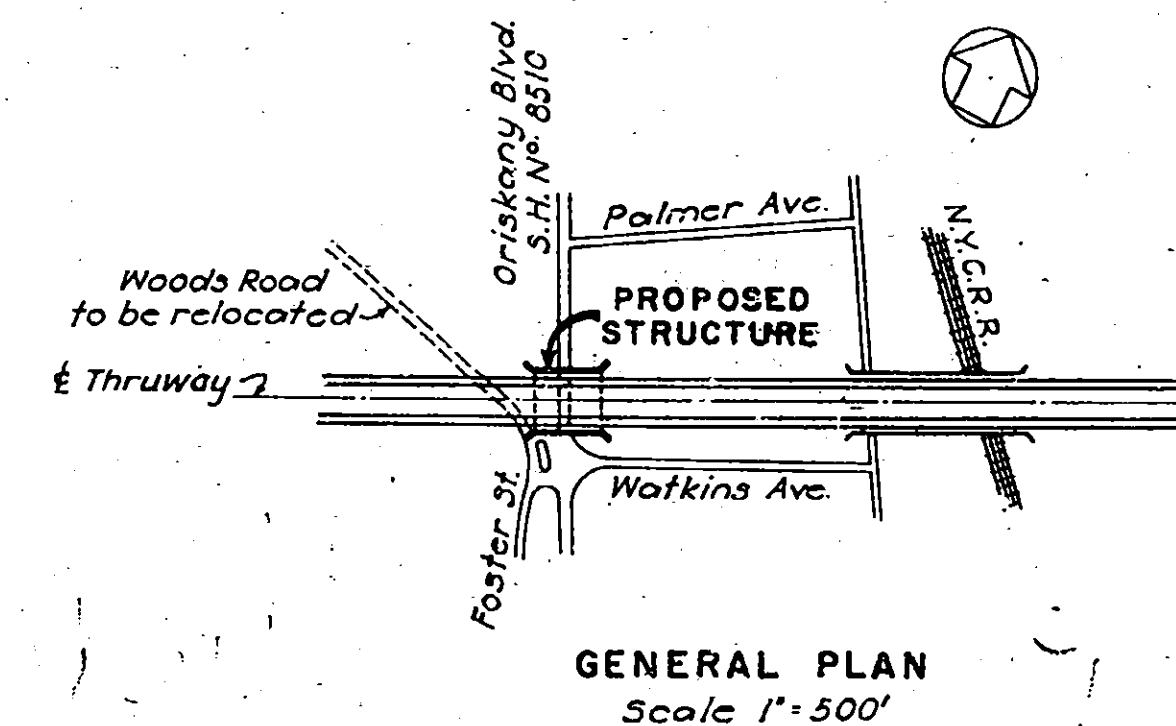 Oriskany Blvd.
S.H. Nº 8510
Palmer Ave.
N.Y.C.R.R.
Woods Road
to be relocated
PROPOSED
STRUCTURE
℄ Thruway
Watkins Ave.
Foster St.
GENERAL PLAN
Scale 1"=500'